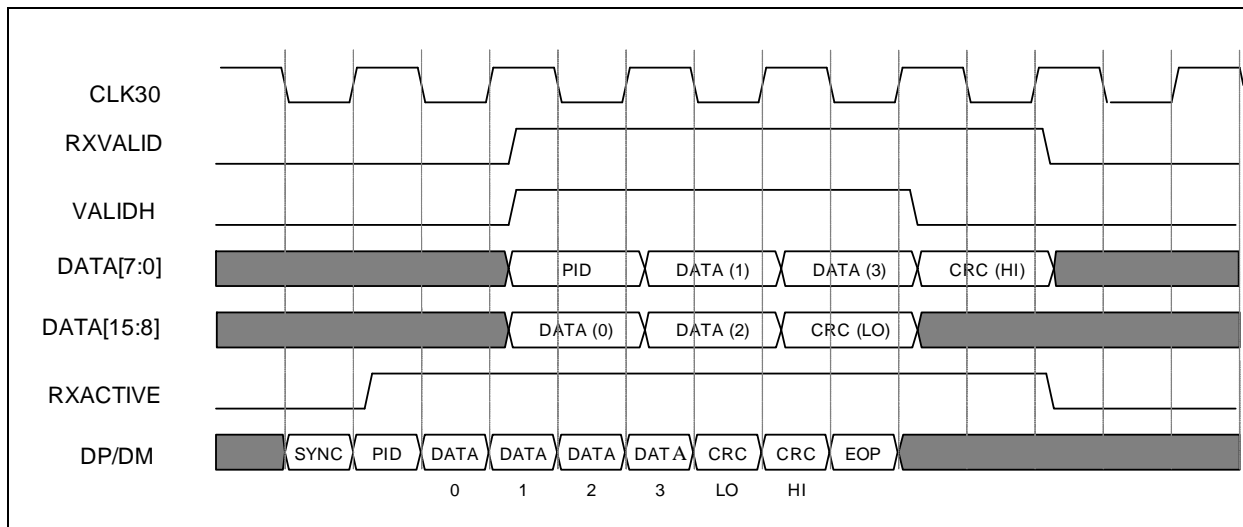 CLK30
RXVALID
VALIDH
DATA[7:0] PID DATA (1) DATA (3) CRC (HI)
DATA[15:8] DATA (0) DATA (2) CRC (LO)
RXACTIVE
DP/DM SYNC PID DATA DATA DATA DATA CRC CRC EOP
0 1 2 3 LO HI